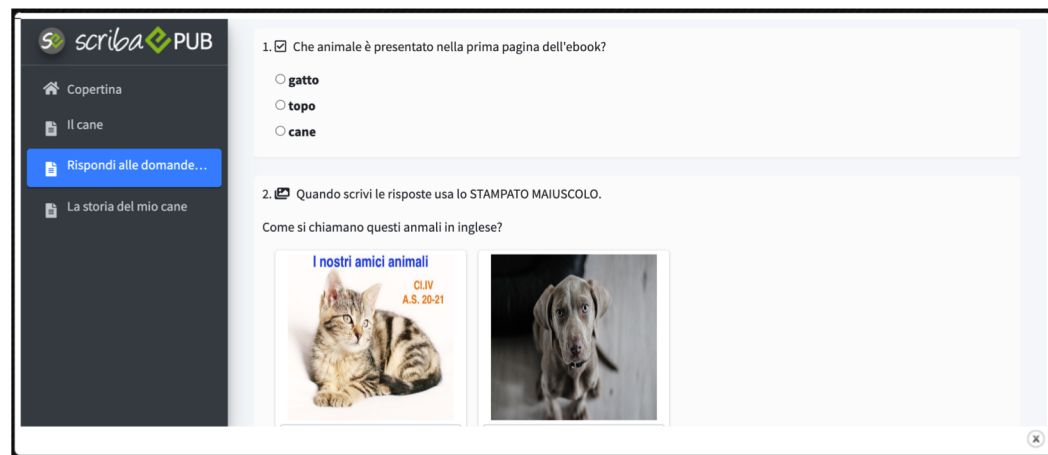 scriba PUB
Copertina
Il cane
Rispondi alle domande...
La storia del mio cane
1. Che animale è presentato nella prima pagina dell'ebook?
gatto
topo
cane
2. Quando scrivi le risposte usa lo STAMPATO MAIUSCOLO.
Come si chiamano questi anmali in inglese?
I nostri amici animali
Cl.IV
A.S. 20-21